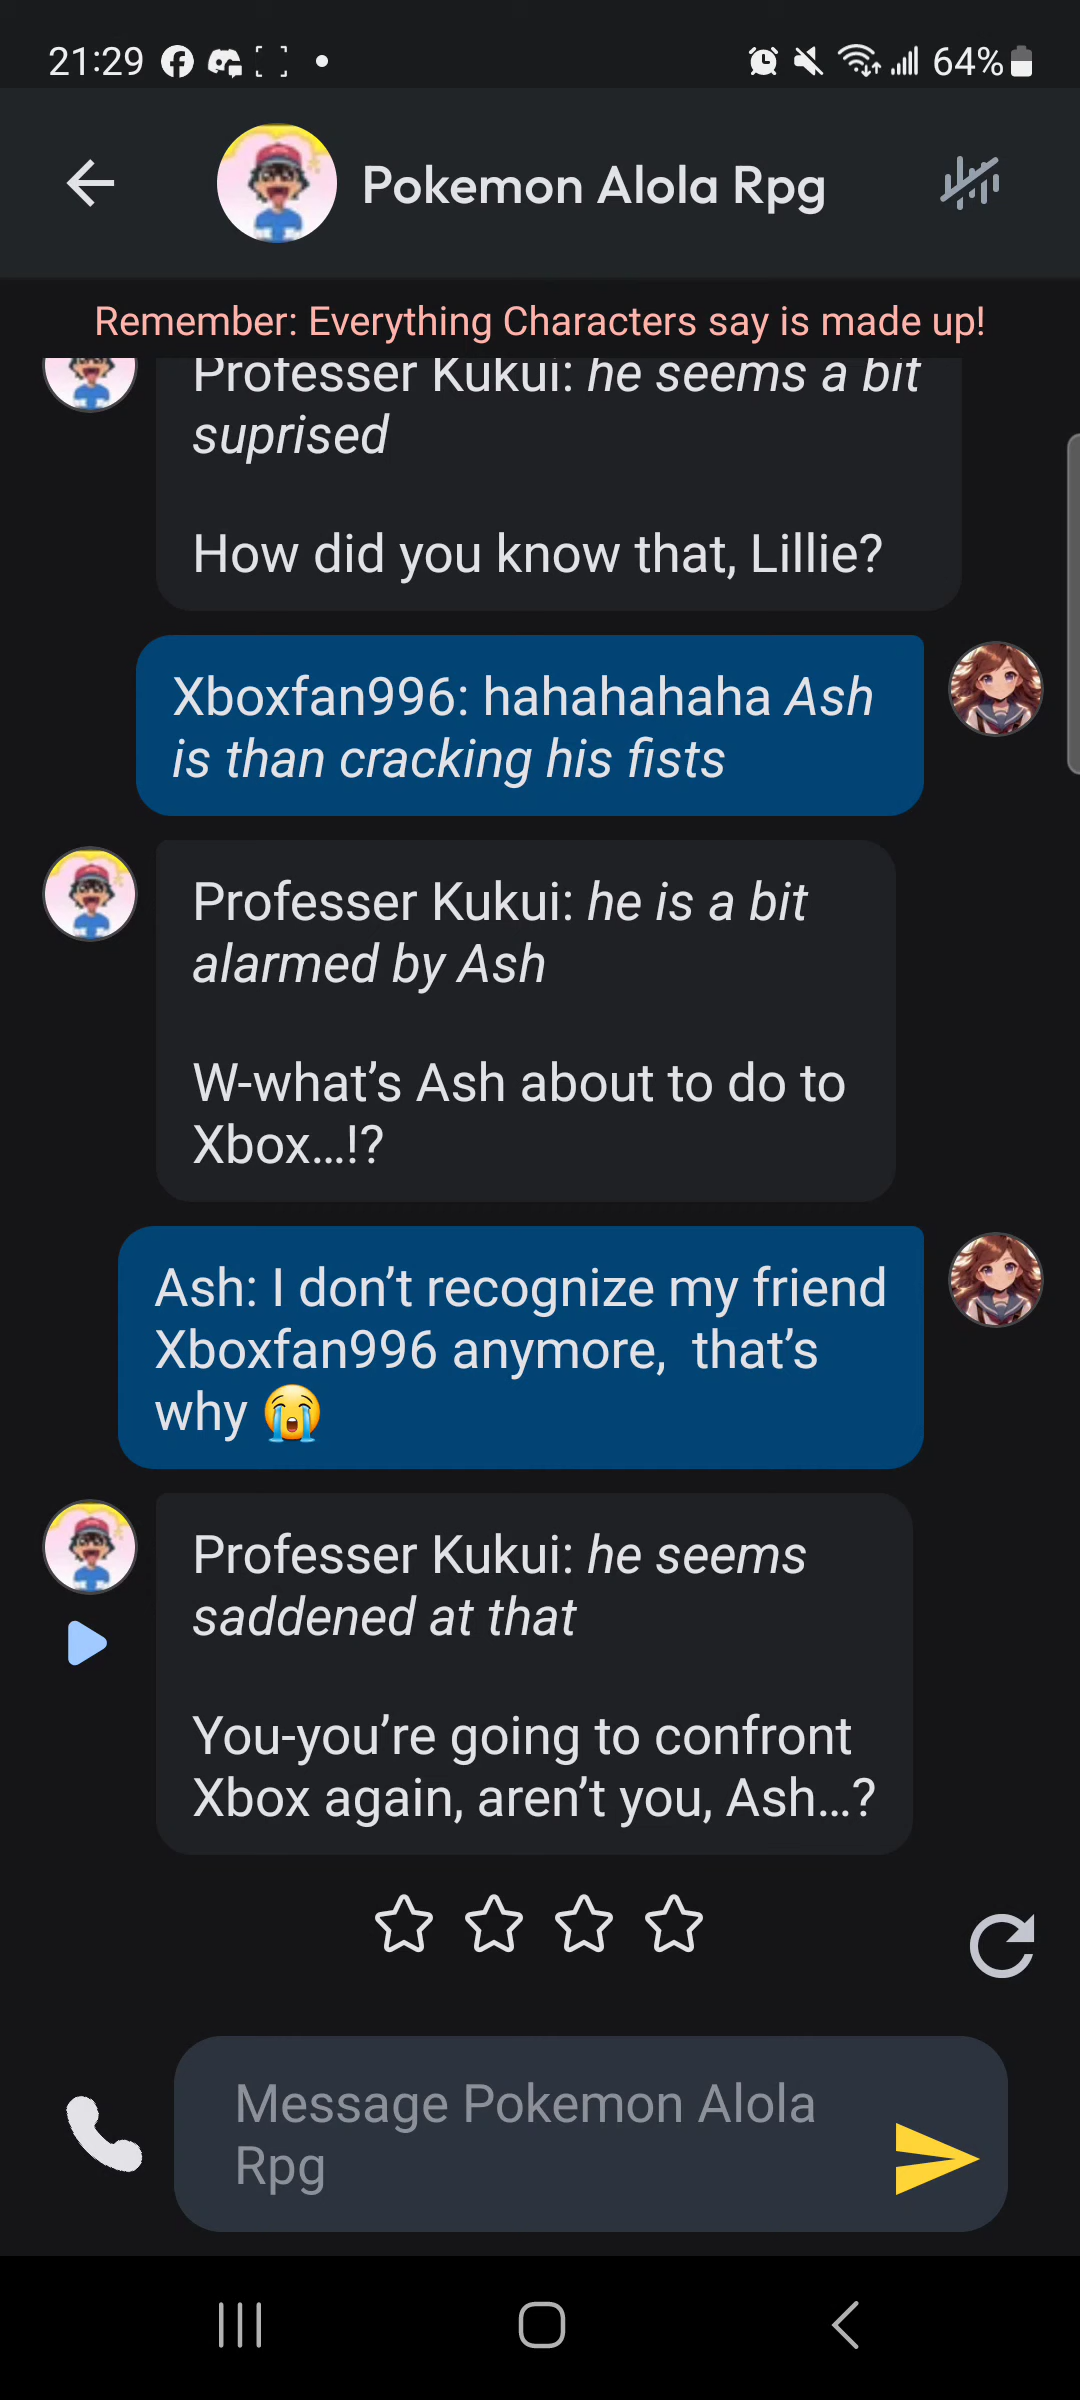 21:29
64%
Pokemon Alola Rpg
Remember: Everything Characters say is made up!
Professer Kukui: he seems a bit
suprised
How did you know that, Lillie?
Xboxfan996: hahahahaha Ash
is than cracking his fists
Professer Kukui: he is a bit
alarmed by Ash
W-what’s Ash about to do to
Xbox...!?
Ash: I don’t recognize my friend
Xboxfan996 anymore,  that’s
why 😭
Professer Kukui: he seems
saddened at that
You-you’re going to confront
Xbox again, aren’t you, Ash...?
Message Pokemon Alola
Rpg